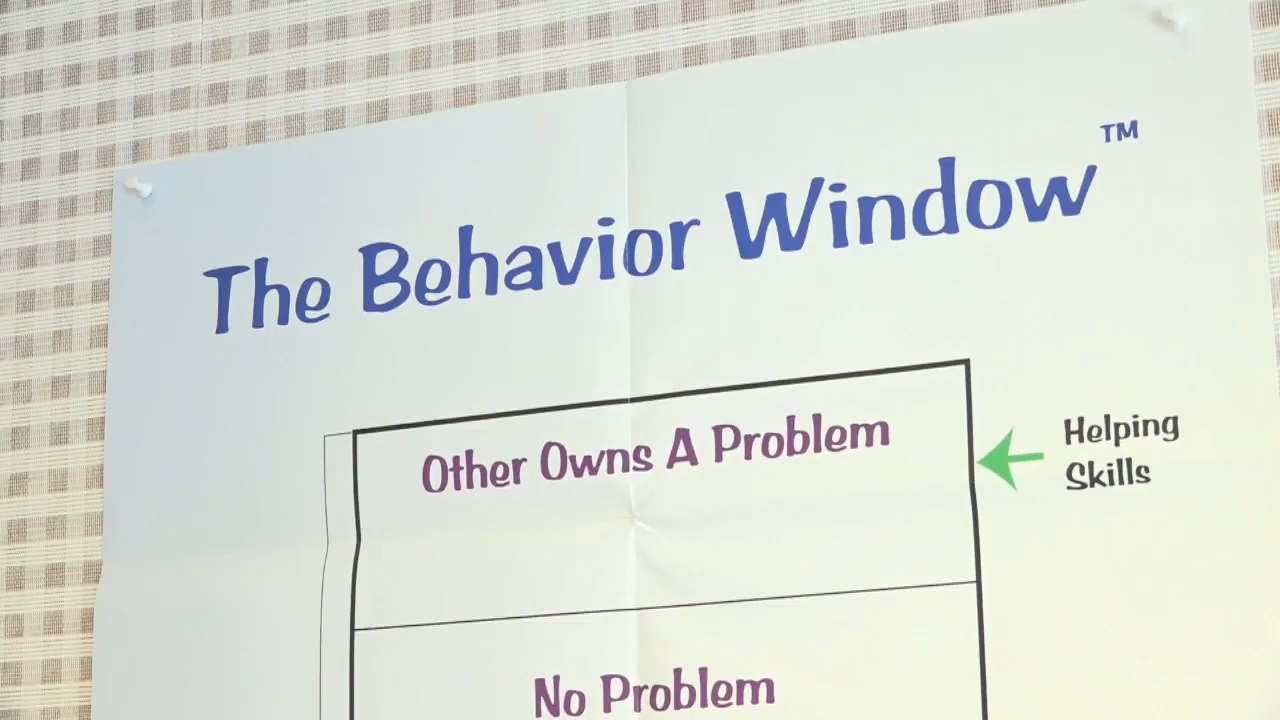 The Behavior Window™
Other Owns A Problem
Helping
Skills
No Problem